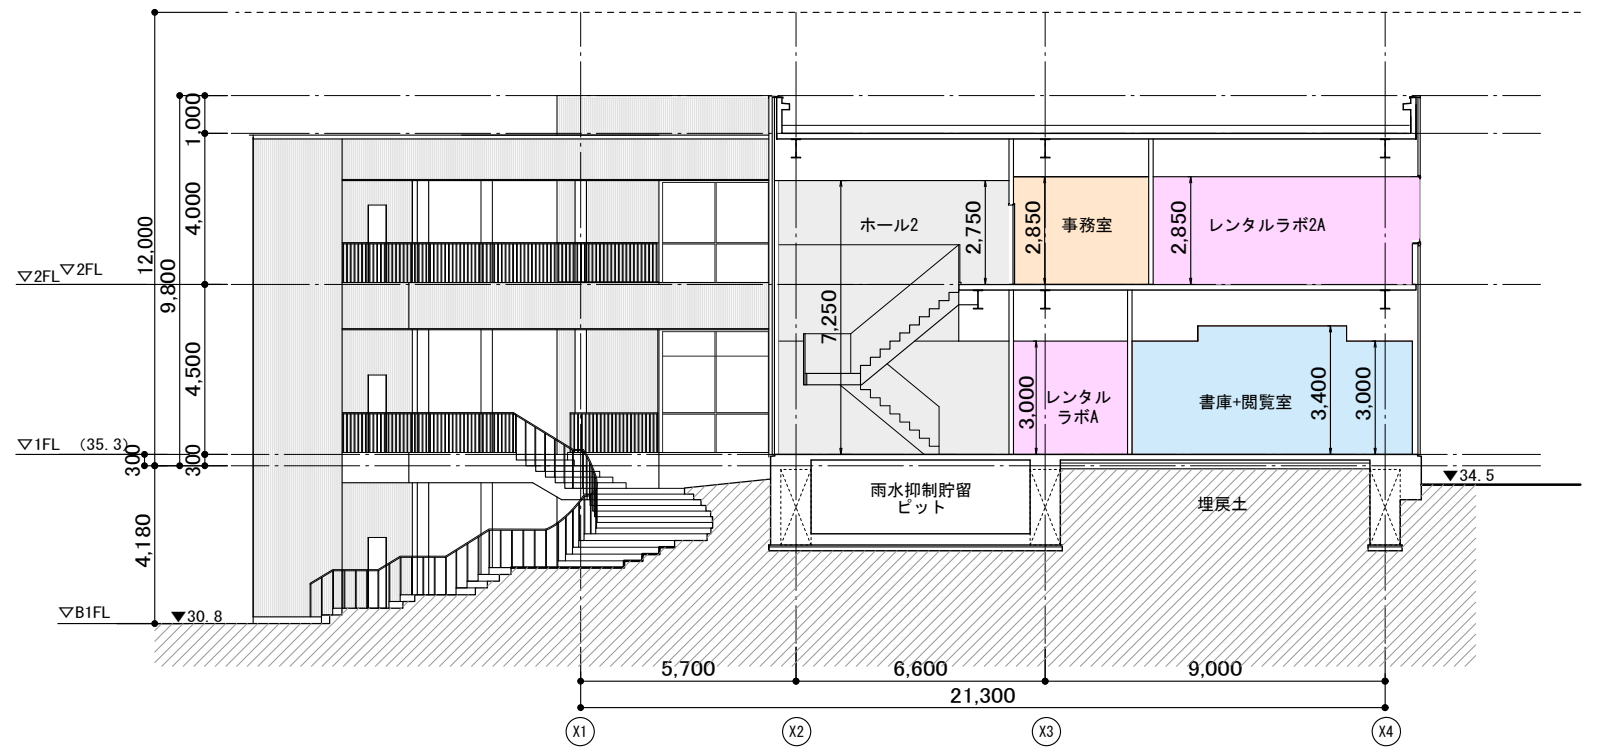 1,000
4,000
12,000
9,800
▽2FL
▽2FL
4,500
▽1FL (35.3)
300
300
4,180
▽B1FL
▼30.8
ホール2
2,750
2,850
事務室
2,850
レンタルラボ2A
7,250
3,000
レンタル
ラボA
書庫+閲覧室
3,400
3,000
雨水抑制貯留
ピット
埋戻土
▼34.5
5,700
6,600
9,000
21,300
X1
X2
X3
X4